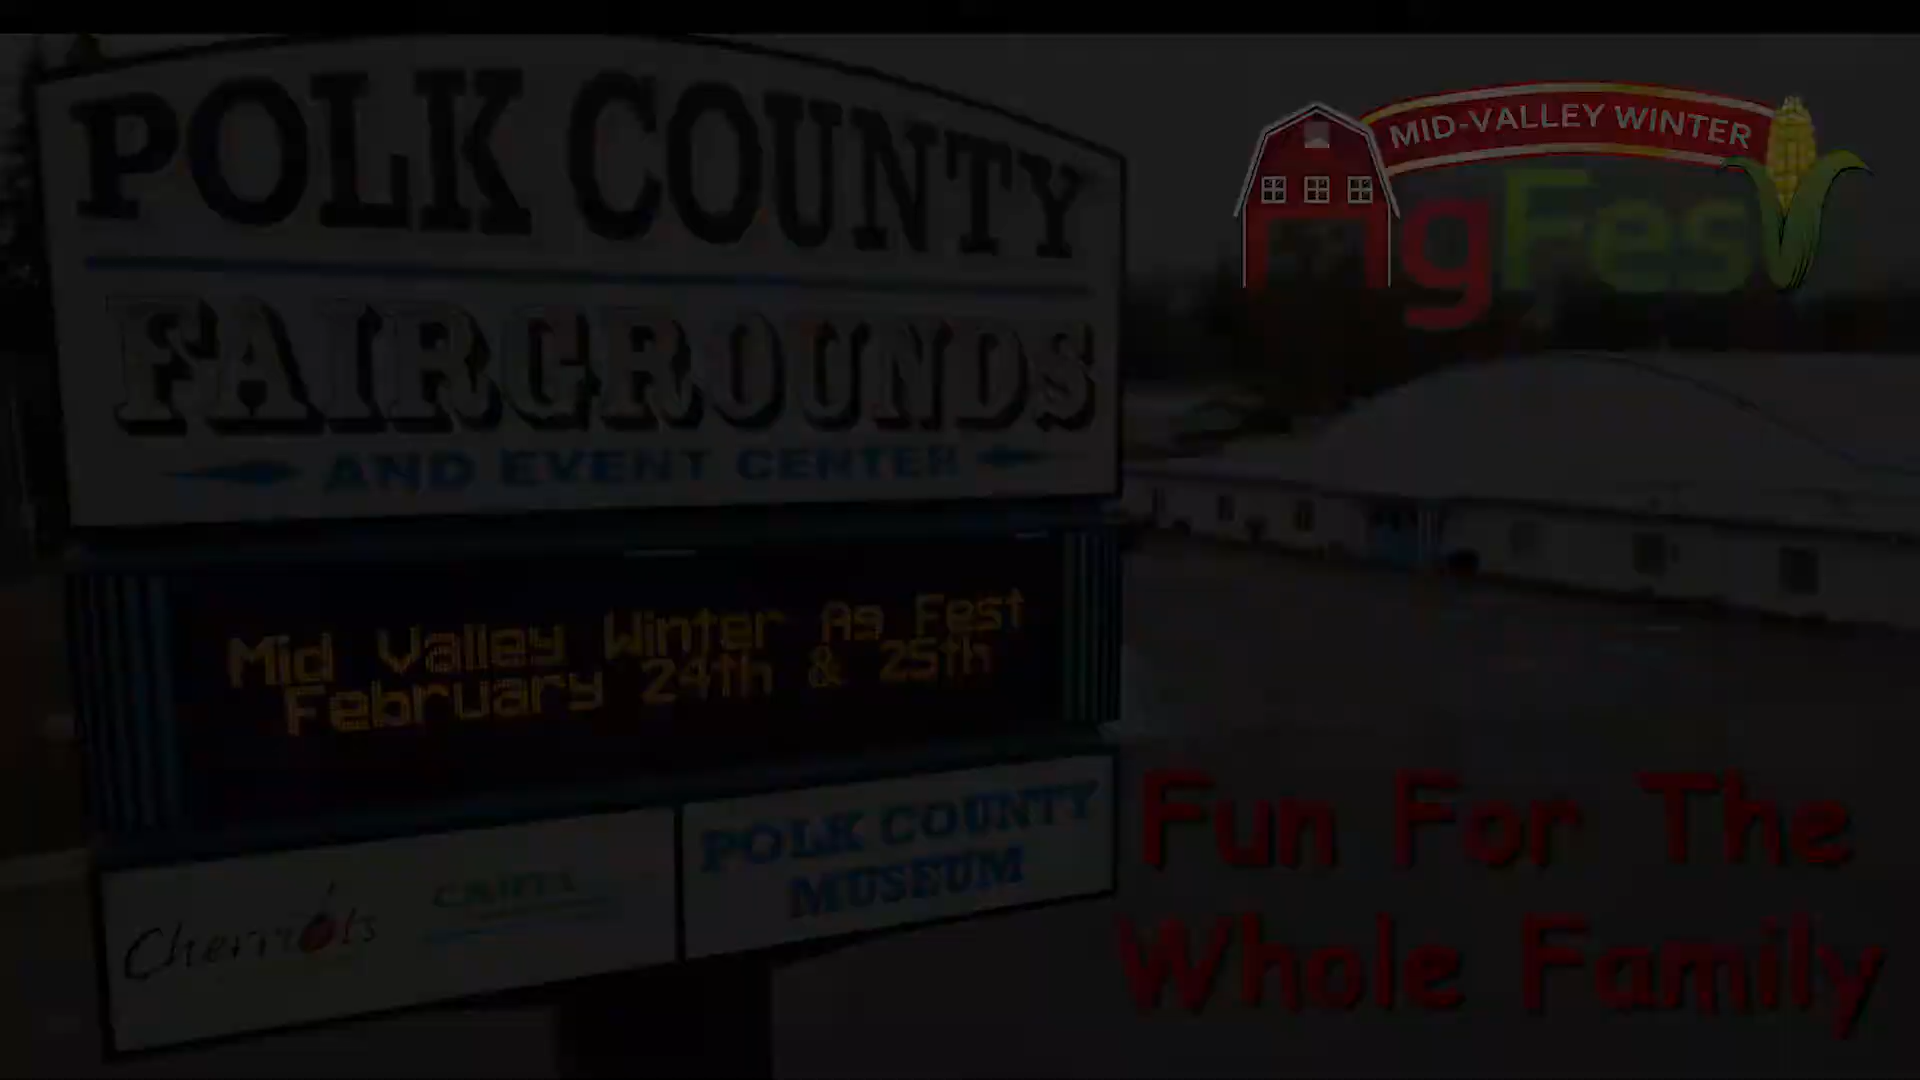 POLK COUNTY
FAIRGROUNDS
AND EVENT CENTER
Mid Valley Winter Ag Fest
February 24th & 25th
Cherriots
POLK COUNTY
MUSEUM
MID-VALLEY WINTER
AgFest
Fun For The
Whole Family